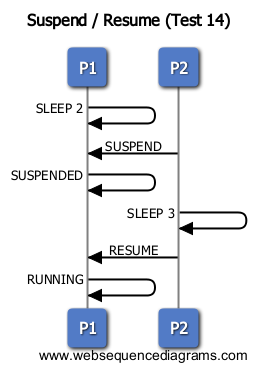 Suspend / Resume (Test 14)
P1 P2
SLEEP 2
SUSPEND
SUSPENDED
SLEEP 3
RESUME
RUNNING
P1 P2
www.websequencediagrams.com